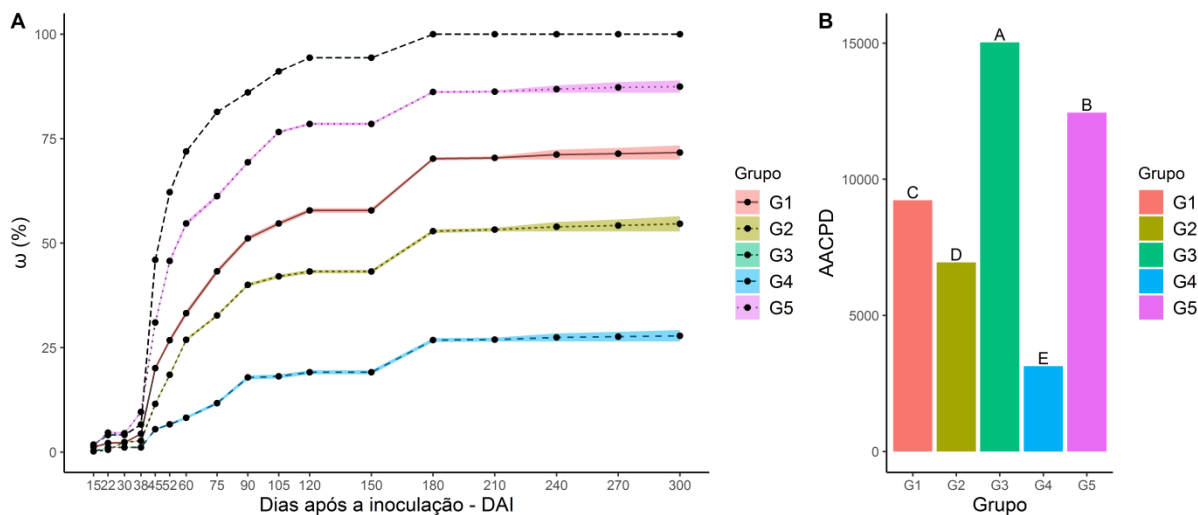 A
ω (%)
100
75
50
25
0
15 22 30 38 45 52 60 75 90 105 120 150 180 210 240 270 300
Dias após a inoculação - DAI
Grupo
G1
G2
G3
G4
G5
B
AACPD
15000
10000
5000
0
C
D
A
E
B
G1 G2 G3 G4 G5
Grupo
Grupo
G1
G2
G3
G4
G5